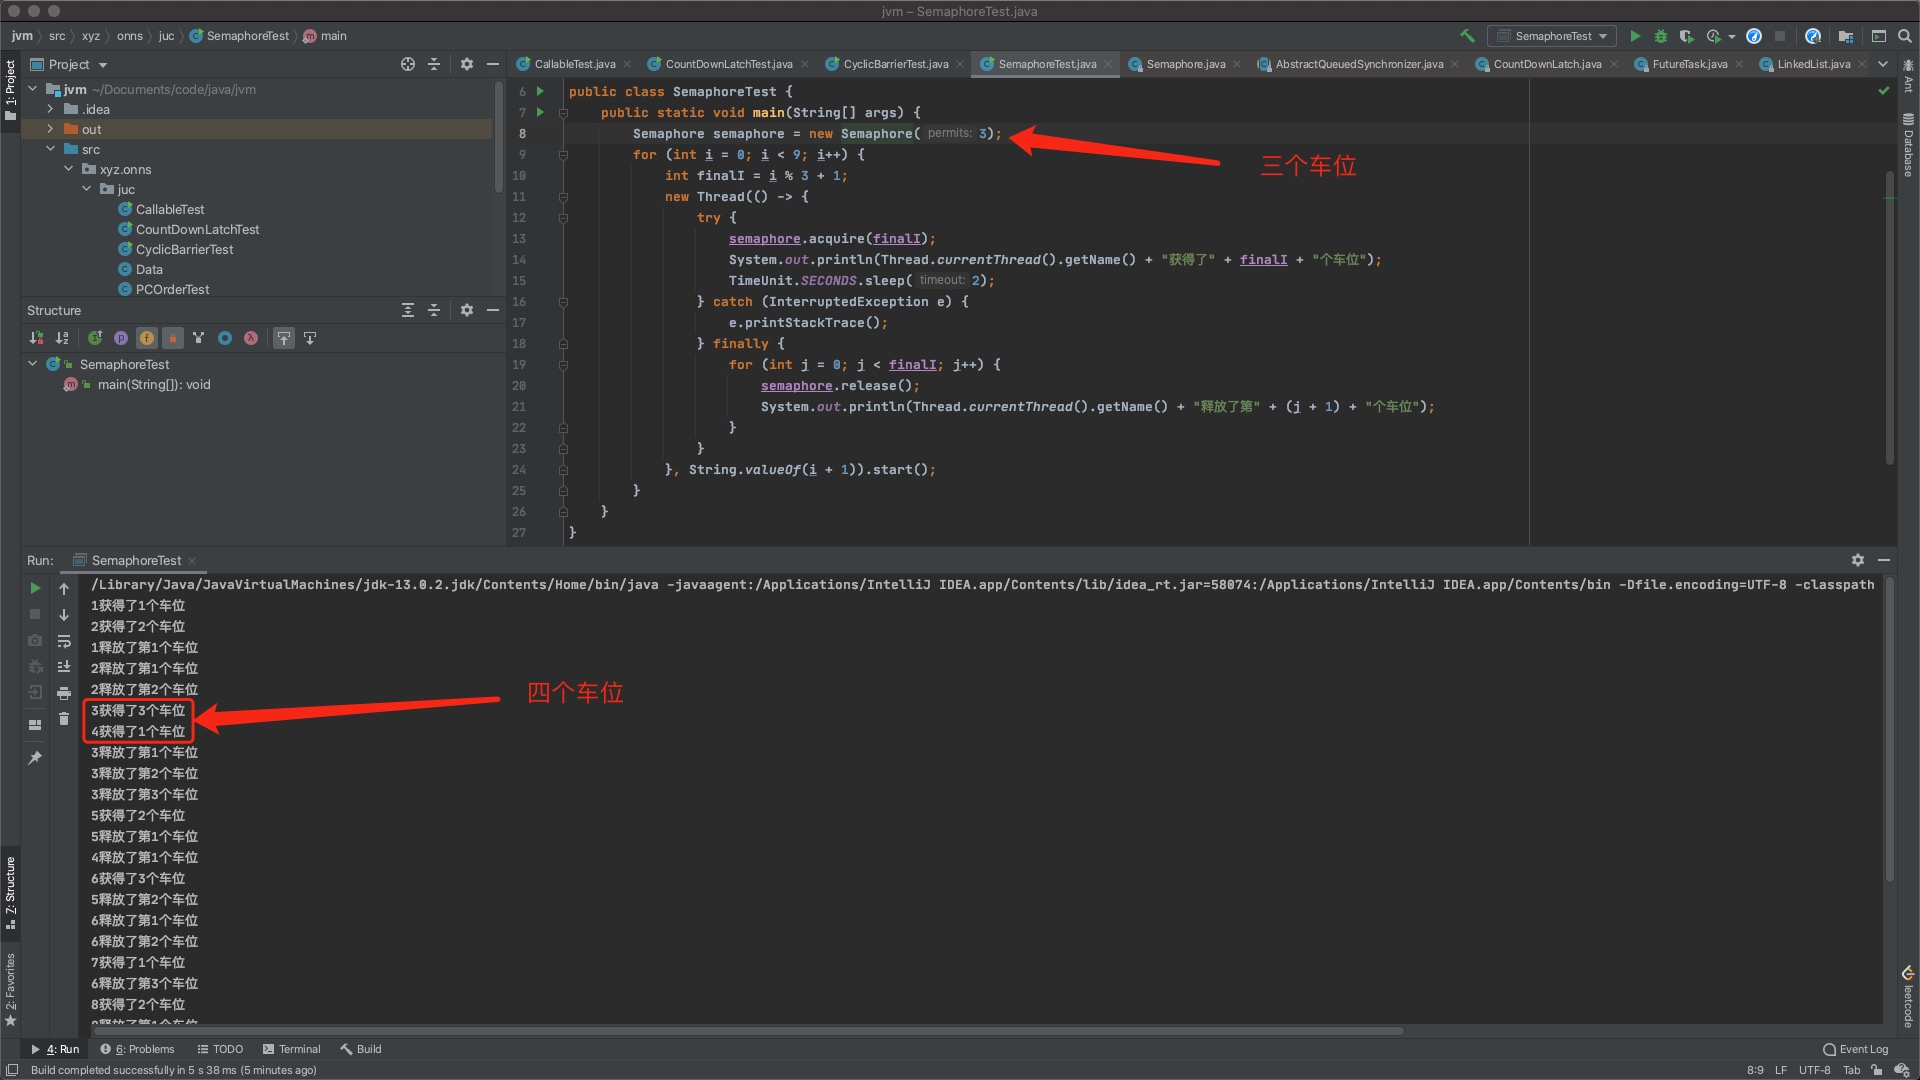 jvm – SemaphoreTest.java
jvm src xyz onns juc SemaphoreTest main
SemaphoreTest
Project
CallableTest.java CountDownLatchTest.java CyclicBarrierTest.java SemaphoreTest.java Semaphore.java AbstractQueuedSynchronizer.java CountDownLatch.java FutureTask.java LinkedList.java
1: Project
jvm ~/Documents/code/java/jvm
.idea
out
src
xyz.onns
juc
CallableTest
CountDownLatchTest
CyclicBarrierTest
Data
PCOrderTest
Structure
SemaphoreTest
main(String[]): void
6 public class SemaphoreTest {
7 public static void main(String[] args) {
8 Semaphore semaphore = new Semaphore( permits: 3);
9 for (int i = 0; i < 9; i++) {
10 int finalI = i % 3 + 1;
11 new Thread(() -> {
12 try {
13 semaphore.acquire(finalI);
14 System.out.println(Thread.currentThread().getName() + "获得了" + finalI + "个车位");
15 TimeUnit.SECONDS.sleep( timeout: 2);
16 } catch (InterruptedException e) {
17 e.printStackTrace();
18 } finally {
19 for (int j = 0; j < finalI; j++) {
20 semaphore.release();
21 System.out.println(Thread.currentThread().getName() + "释放了第" + (j + 1) + "个车位");
22 }
23 }
24 }, String.valueOf(i + 1)).start();
25 }
26 }
27 }
三个车位
Ant
Database
Run: SemaphoreTest
/Library/Java/JavaVirtualMachines/jdk-13.0.2.jdk/Contents/Home/bin/java -javaagent:/Applications/IntelliJ IDEA.app/Contents/lib/idea_rt.jar=58074:/Applications/IntelliJ IDEA.app/Contents/bin -Dfile.encoding=UTF-8 -classpath
1获得了1个车位
2获得了2个车位
1释放了第1个车位
2释放了第1个车位
2释放了第2个车位
3获得了3个车位
4获得了1个车位
四个车位
3释放了第1个车位
3释放了第2个车位
3释放了第3个车位
5获得了2个车位
5释放了第1个车位
4释放了第1个车位
6获得了3个车位
5释放了第2个车位
6释放了第1个车位
6释放了第2个车位
7获得了1个车位
6释放了第3个车位
8获得了2个车位
Z: Structure
2: Favorites
leetcode
4: Run 6: Problems TODO Terminal Build Event Log
Build completed successfully in 5 s 38 ms (5 minutes ago) 8:9 LF UTF-8 Tab